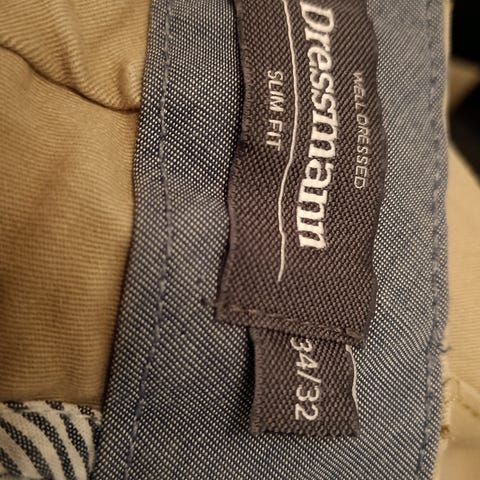 WELL DRESSED
Dressmann
SLIM FIT
34/32